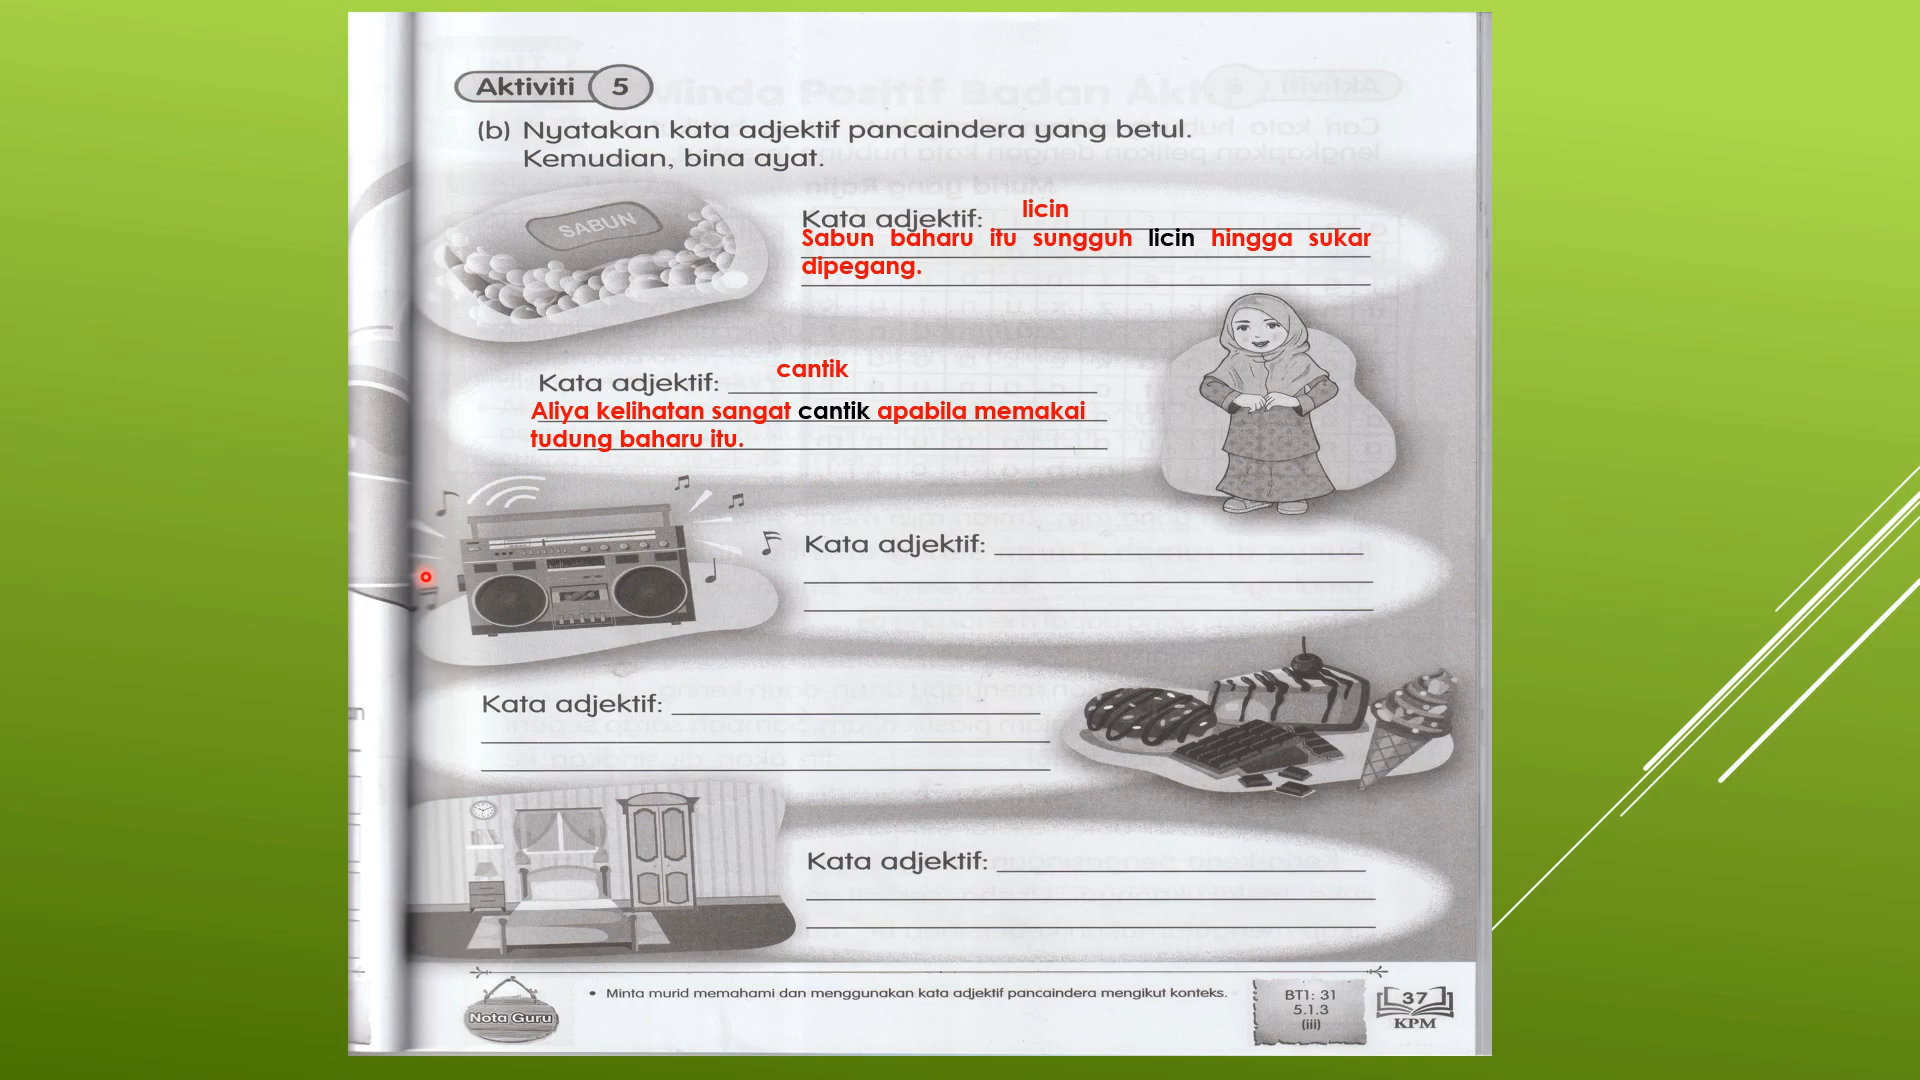 Aktiviti 5
(b) Nyatakan kata adjektif pancaindera yang betul.
Kemudian, bina ayat.
SABUN
Kata adjektif: licin
Sabun baharu itu sungguh licin hingga sukar
dipegang.
Kata adjektif: cantik
Aliya kelihatan sangat cantik apabila memakai
tudung baharu itu.
Kata adjektif:
Kata adjektif:
Kata adjektif:
Nota Guru
• Minta murid memahami dan menggunakan kata adjektif pancaindera mengikut konteks.
BT1: 31
5.1.3
(iii)
37
KPM